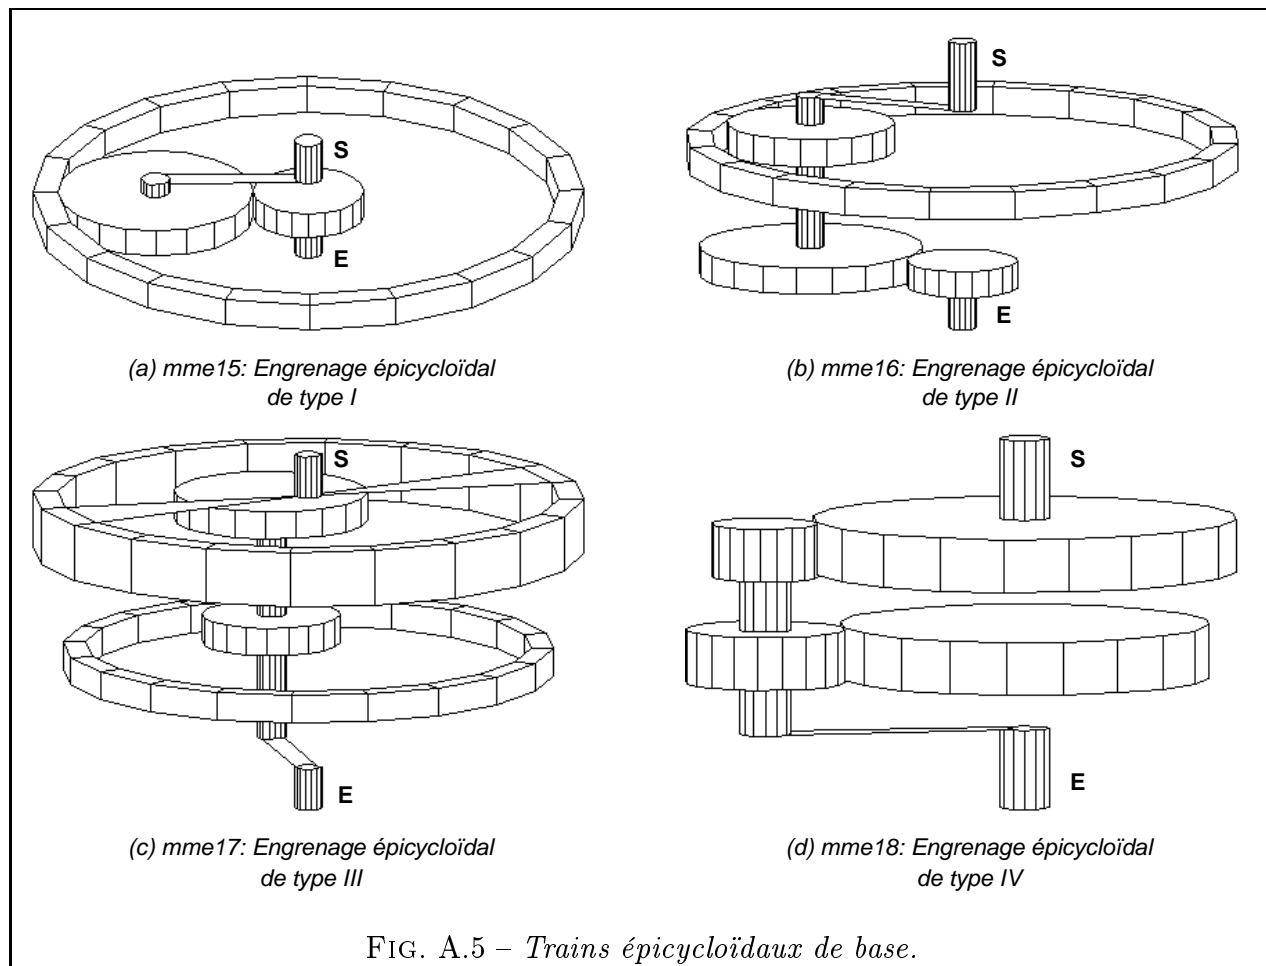 S
E
(a) mme15: Engrenage épicycloïdal
de type I
S
E
(b) mme16: Engrenage épicycloïdal
de type II
S
E
(c) mme17: Engrenage épicycloïdal
de type III
S
E
(d) mme18: Engrenage épicycloïdal
de type IV
FIG. A.5 – Trains épicycloïdaux de base.